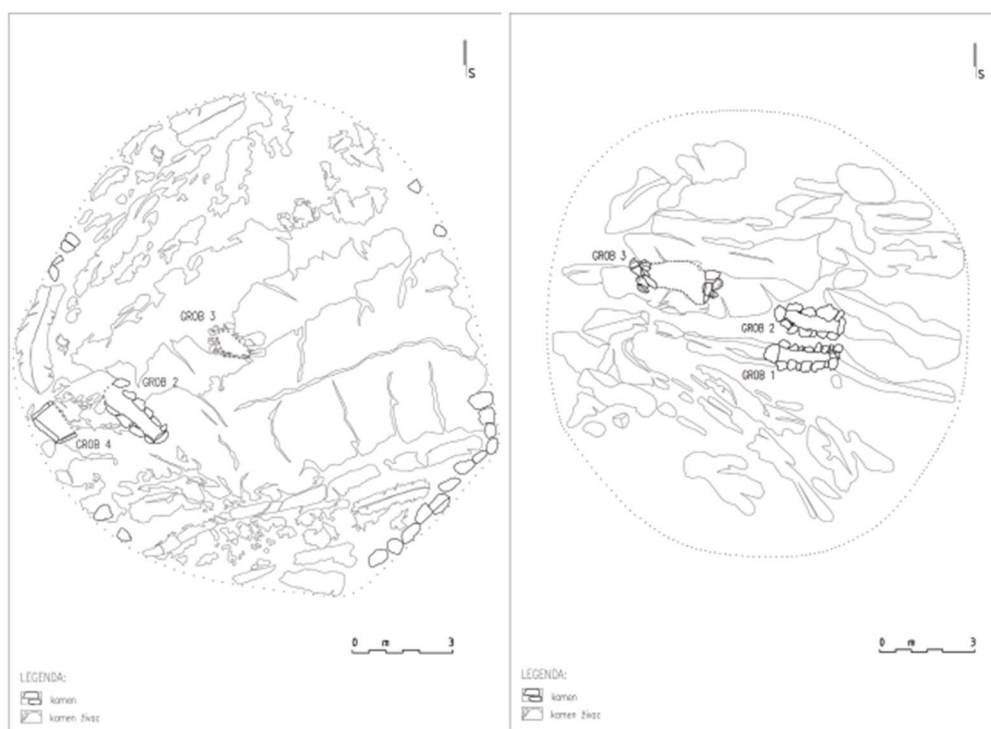 S
GROB 3
GROB 2
GROB 4
0 m 3
LEGENDA:
kamen
kamen živac
S
GROB 3
GROB 2
GROB 1
0 m 3
LEGENDA:
kamen
kamen živac